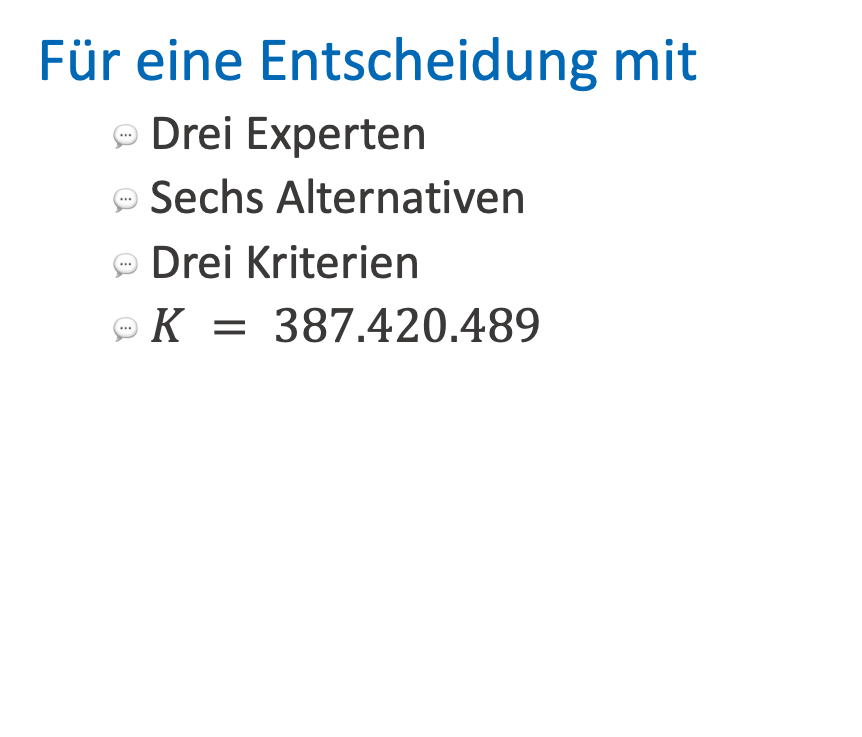 Für eine Entscheidung mit
Drei Experten
Sechs Alternativen
Drei Kriterien
K = 387.420.489